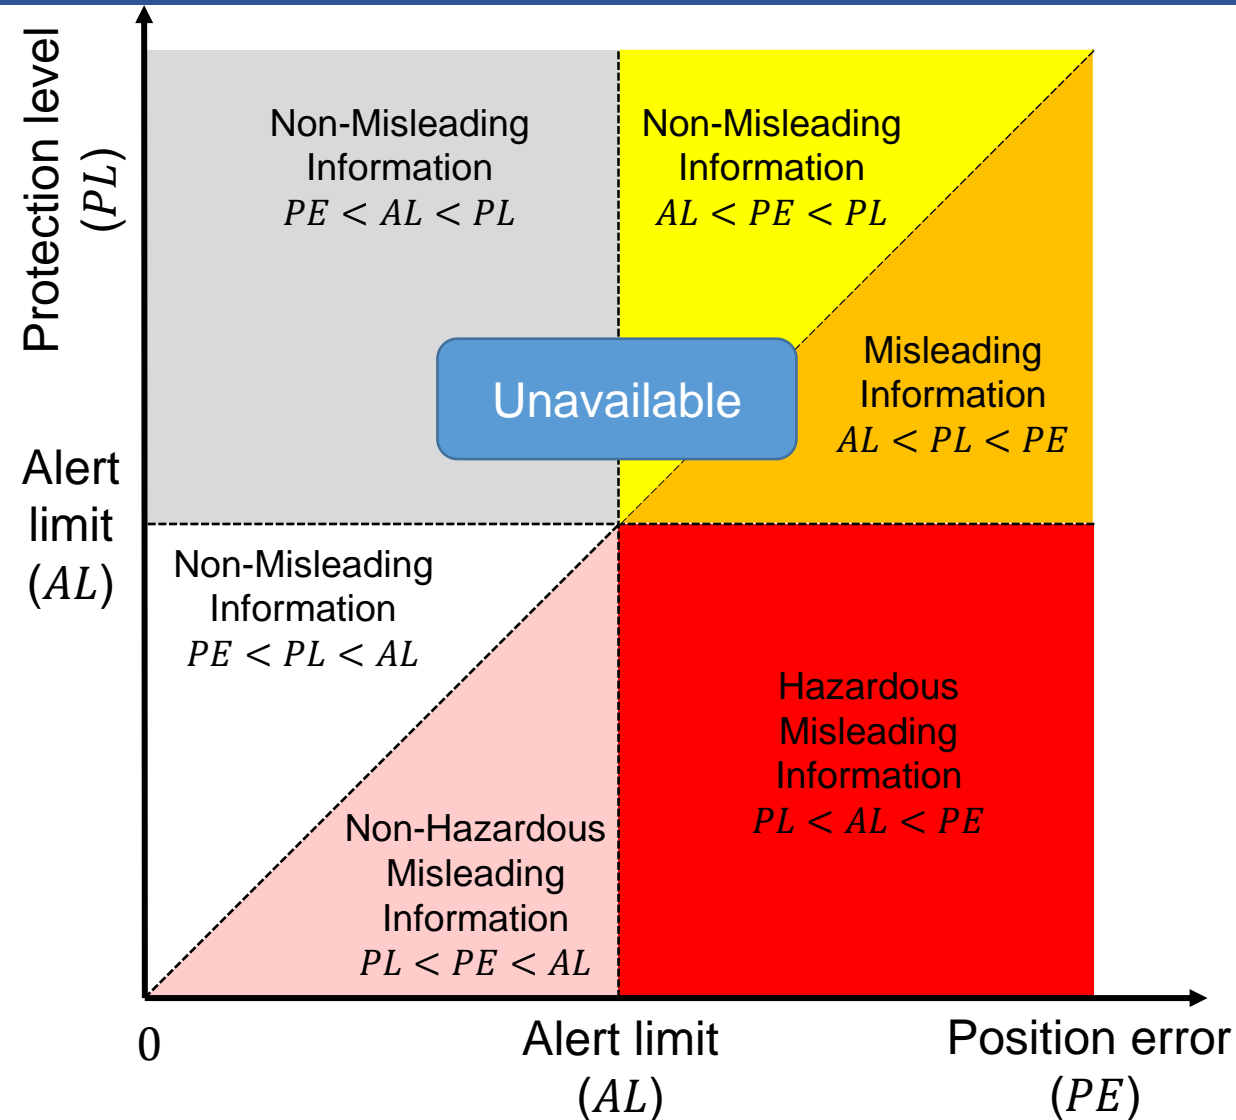 Protection level
(PL)
Non-Misleading
Information
PE < AL < PL
Non-Misleading
Information
AL < PE < PL
Misleading
Information
AL < PL < PE
Unavailable
Alert
limit
(AL)
Non-Misleading
Information
PE < PL < AL
Non-Hazardous
Misleading
Information
PL < PE < AL
Hazardous
Misleading
Information
PL < AL < PE
0
Alert limit
(AL)
Position error
(PE)